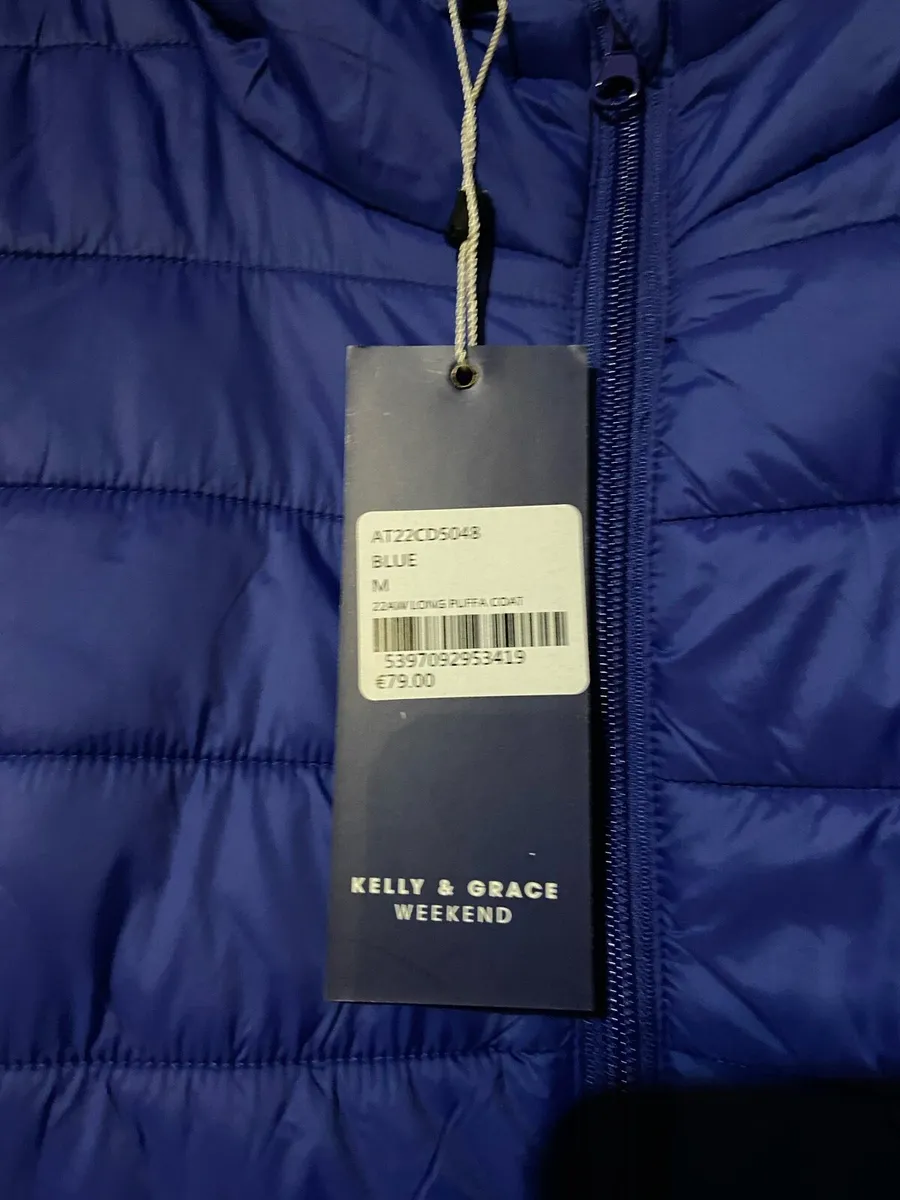 AT22CD5048
BLUE
M
22AW LONG PUFFA COAT
5397092953419
€79.00
KELLY & GRACE
WEEKEND